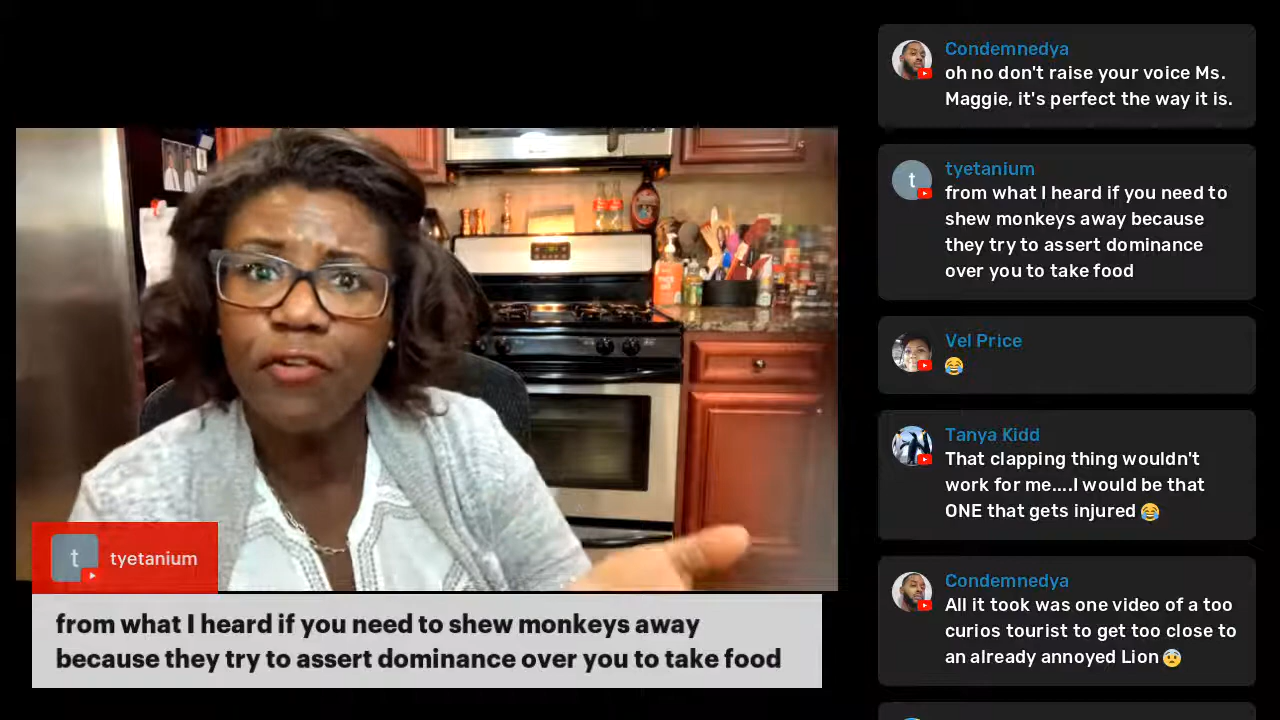 Condemnedya
oh no don't raise your voice Ms.
Maggie, it's perfect the way it is.
t
tyetanium
from what I heard if you need to
shew monkeys away because
they try to assert dominance
over you to take food
Vel Price
😂
Tanya Kidd
That clapping thing wouldn't
work for me....I would be that
ONE that gets injured 😂
Condemnedya
All it took was one video of a too
curios tourist to get too close to
an already annoyed Lion 😨
t
tyetanium
from what I heard if you need to shew monkeys away
because they try to assert dominance over you to take food